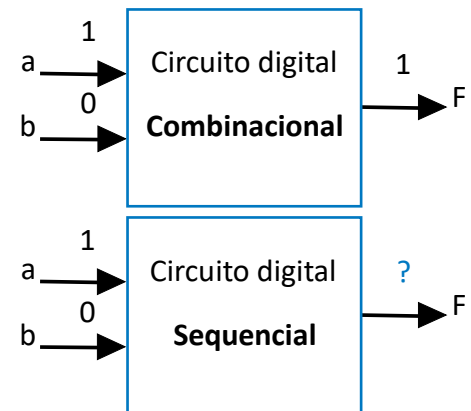 1
a
Circuito digital
1
0
F
b
Combinacional
1
a
Circuito digital
?
0
F
b
Sequencial